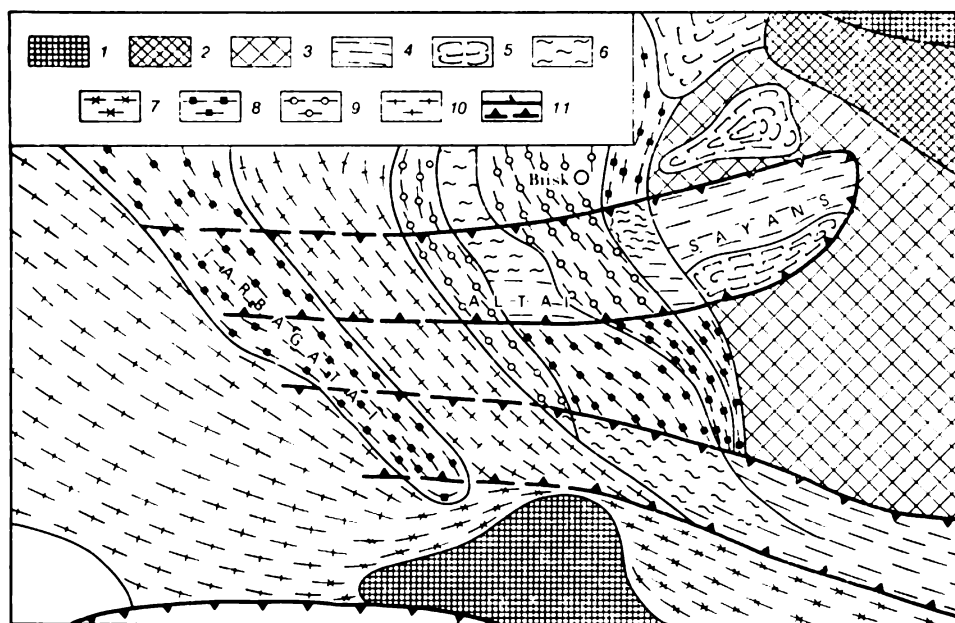 1 2 3 4 5 6
7 8 9 10 11
Biisk
SAYANS
ALTAI
TARBAGATAI